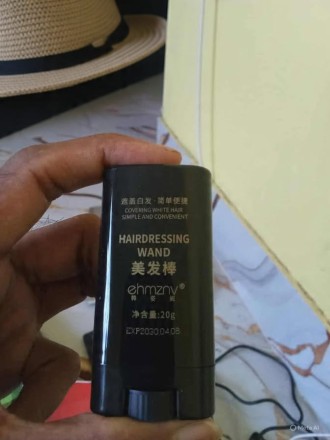 遮盖白发·简单便捷
COVERING WHITE HAIR
SIMPLE AND CONVENIENT
HAIRDRESSING
WAND
美发棒
ehmzny®
净含量:20g